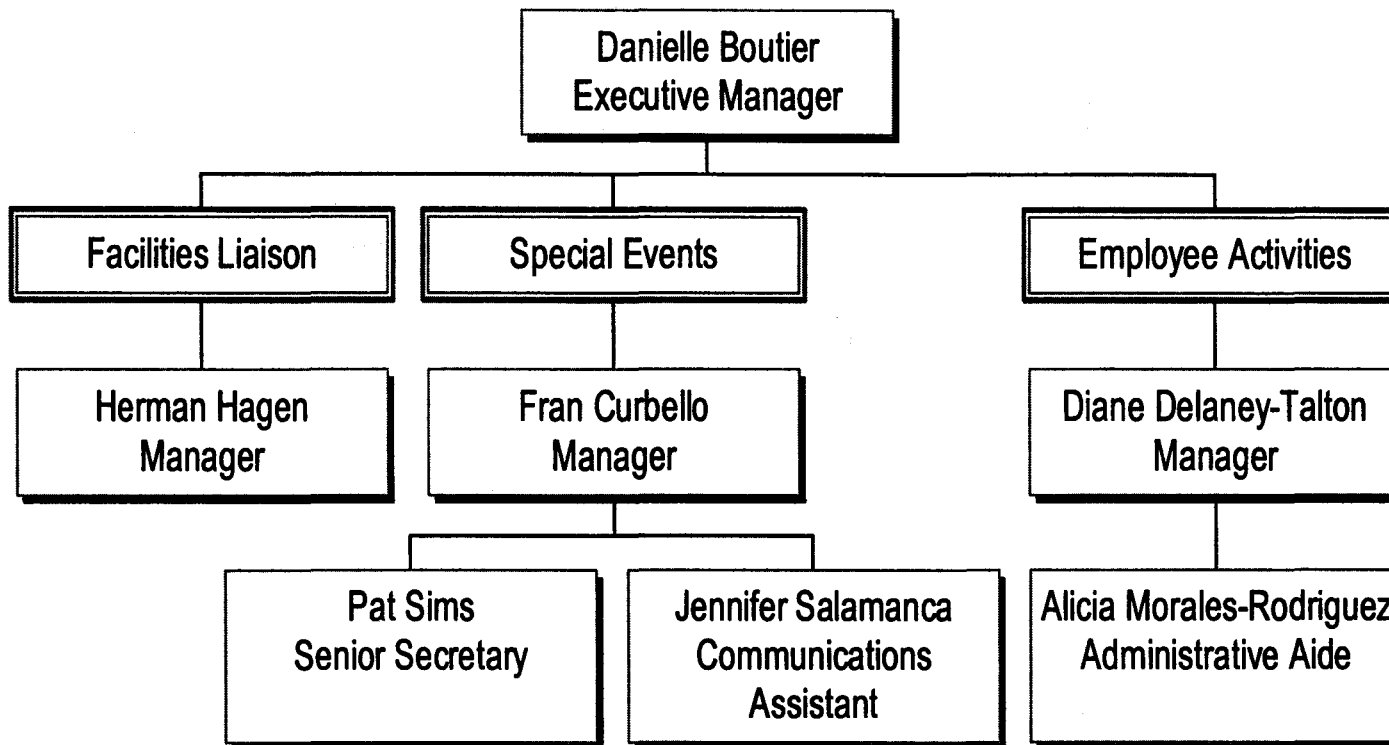 Danielle Boutier
Executive Manager
Facilities Liaison
Special Events
Employee Activities
Herman Hagen
Manager
Fran Curbello
Manager
Diane Delaney-Talton
Manager
Pat Sims
Senior Secretary
Jennifer Salamanca
Communications
Assistant
Alicia Morales-Rodriguez
Administrative Aide